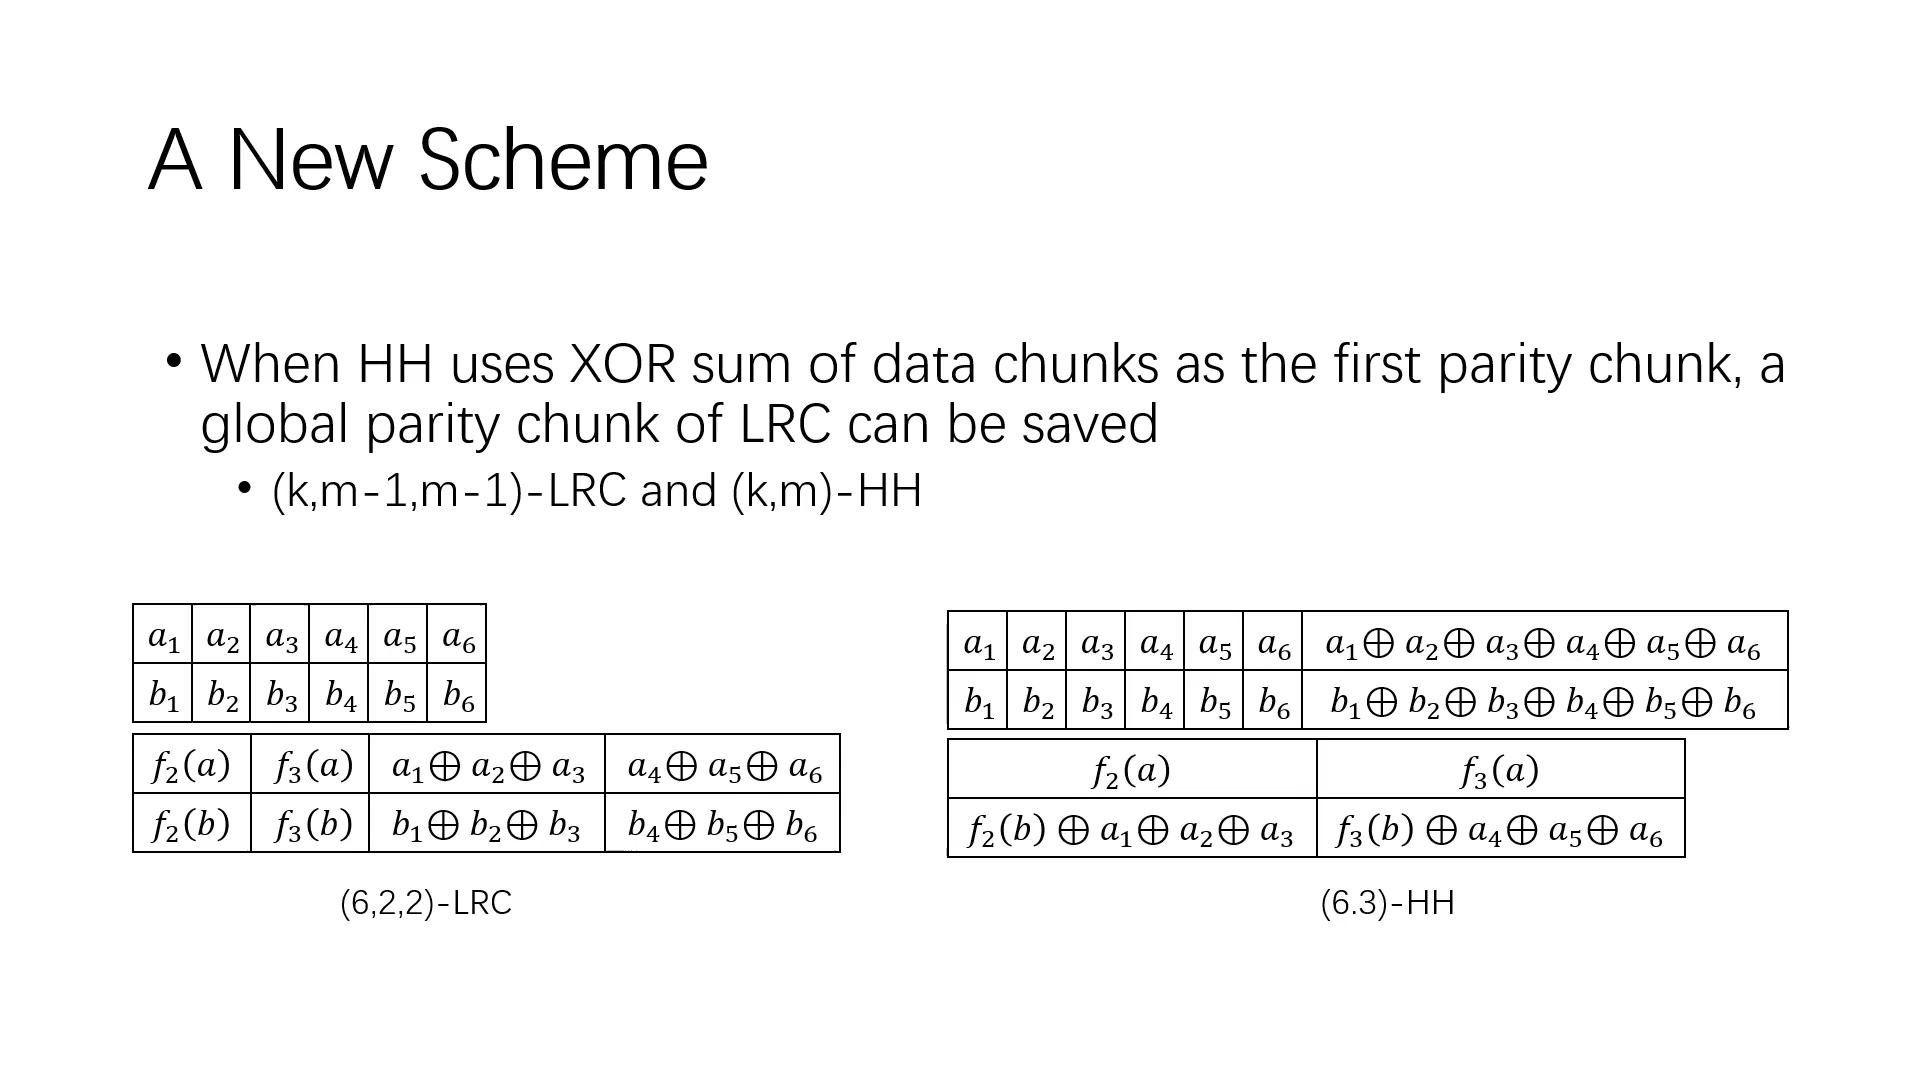 A New Scheme
• When HH uses XOR sum of data chunks as the first parity chunk, a
global parity chunk of LRC can be saved
• (k,m-1,m-1)-LRC and (k,m)-HH
a₁ a₂ a₃ a₄ a₅ a₆
b₁ b₂ b₃ b₄ b₅ b₆
f₂(a) f₃(a) a₁⊕ a₂⊕ a₃ a₄⊕ a₅⊕ a₆
f₂(b) f₃(b) b₁⊕ b₂⊕ b₃ b₄⊕ b₅⊕ b₆
(6,2,2)-LRC
a₁ a₂ a₃ a₄ a₅ a₆ a₁⊕ a₂⊕ a₃⊕ a₄⊕ a₅⊕ a₆
b₁ b₂ b₃ b₄ b₅ b₆ b₁⊕ b₂⊕ b₃⊕ b₄⊕ b₅⊕ b₆
f₂(a) f₃(a)
f₂(b) ⊕ a₁⊕ a₂⊕ a₃ f₃(b) ⊕ a₄⊕ a₅⊕ a₆
(6.3)-HH